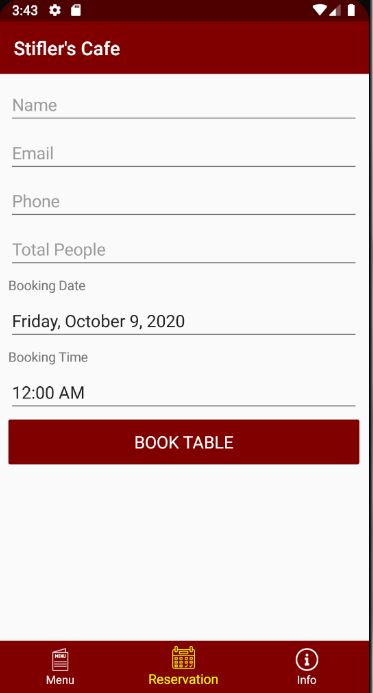 3:43
Stifler's Cafe
Name
Email
Phone
Total People
Booking Date
Friday, October 9, 2020
Booking Time
12:00 AM
BOOK TABLE
MENU
Menu
Reservation
Info